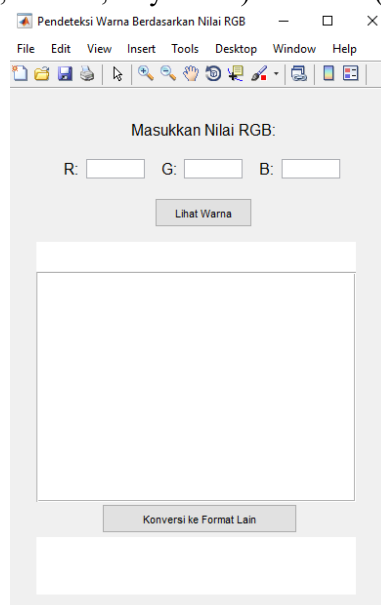 Pendeteksi Warna Berdasarkan Nilai RGB
File Edit View Insert Tools Desktop Window Help
Masukkan Nilai RGB:
R: G: B:
Lihat Warna
Konversi ke Format Lain